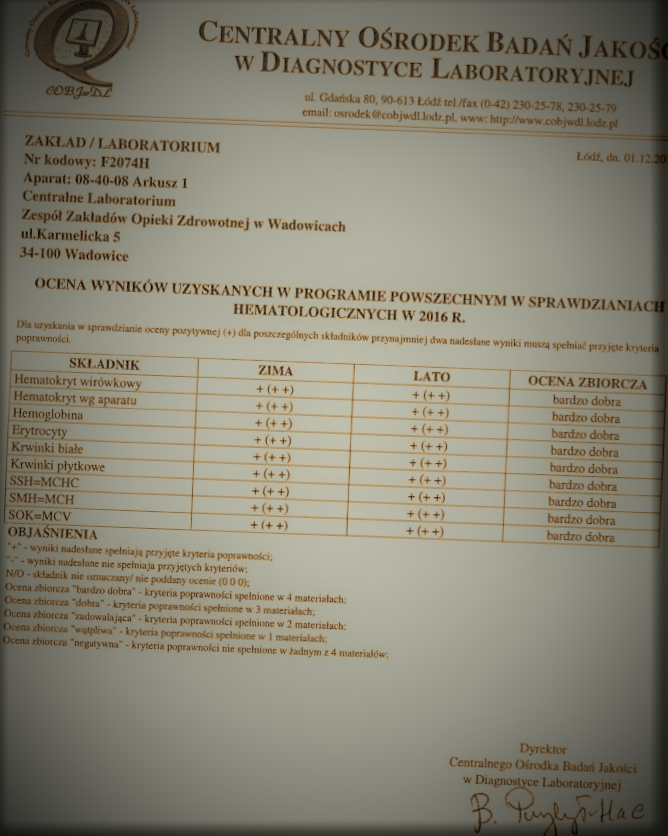 COBJwDL
CENTRALNY OŚRODEK BADAŃ JAKOŚC
W DIAGNOSTYCE LABORATORYJNEJ
ul. Gdańska 80, 90-613 Łódź tel./fax (0-42) 230-25-78, 230-25-79
email: osrodek@cobjwdl.lodz.pl, www: http://www.cobjwdl.lodz.pl
Łódź, dn. 01.12.20
ZAKŁAD / LABORATORIUM
Nr kodowy: F2074H
Aparat: 08-40-08 Arkusz 1
Centralne Laboratorium
Zespół Zakładów Opieki Zdrowotnej w Wadowicach
ul.Karmelicka 5
34-100 Wadowice
OCENA WYNIKÓW UZYSKANYCH W PROGRAMIE POWSZECHNYM W SPRAWDZIANIACH
HEMATOLOGICZNYCH W 2016 R.
Dla uzyskania w sprawdzianie oceny pozytywnej (+) dla poszczególnych składników przynajmniej dwa nadesłane wyniki muszą spełniać przyjęte kryteria
poprawności.
SKŁADNIK ZIMA LATO OCENA ZBIORCZA
Hematokryt wirówkowy + (+ +) + (+ +) bardzo dobra
Hematokryt wg aparatu + (+ +) + (+ +) bardzo dobra
Hemoglobina + (+ +) + (+ +) bardzo dobra
Erytrocyty + (+ +) + (+ +) bardzo dobra
Krwinki białe + (+ +) + (+ +) bardzo dobra
Krwinki płytkowe + (+ +) + (+ +) bardzo dobra
SSH=MCHC + (+ +) + (+ +) bardzo dobra
SMH=MCH + (+ +) + (+ +) bardzo dobra
SOK=MCV + (+ +) + (+ +) bardzo dobra
OBJAŚNIENIA
"+" - wyniki nadesłane spełniają przyjęte kryteria poprawności;
"-" - wyniki nadesłane nie spełniają przyjętych kryteriów;
N/O - składnik nie oznaczany/ nie poddany ocenie (0 0 0);
Ocena zbiorcza "bardzo dobra" - kryteria poprawności spełnione w 4 materiałach;
Ocena zbiorcza "dobra" - kryteria poprawności spełnione w 3 materiałach;
Ocena zbiorcza "zadowalająca" - kryteria poprawności spełnione w 2 materiałach;
Ocena zbiorcza "wątpliwa" - kryteria poprawności spełnione w 1 materiałach;
Ocena zbiorcza "negatywna" - kryteria poprawności nie spełnione w żadnym z 4 materiałów;
Dyrektor
Centralnego Ośrodka Badań Jakości
w Diagnostyce Laboratoryjnej
B.